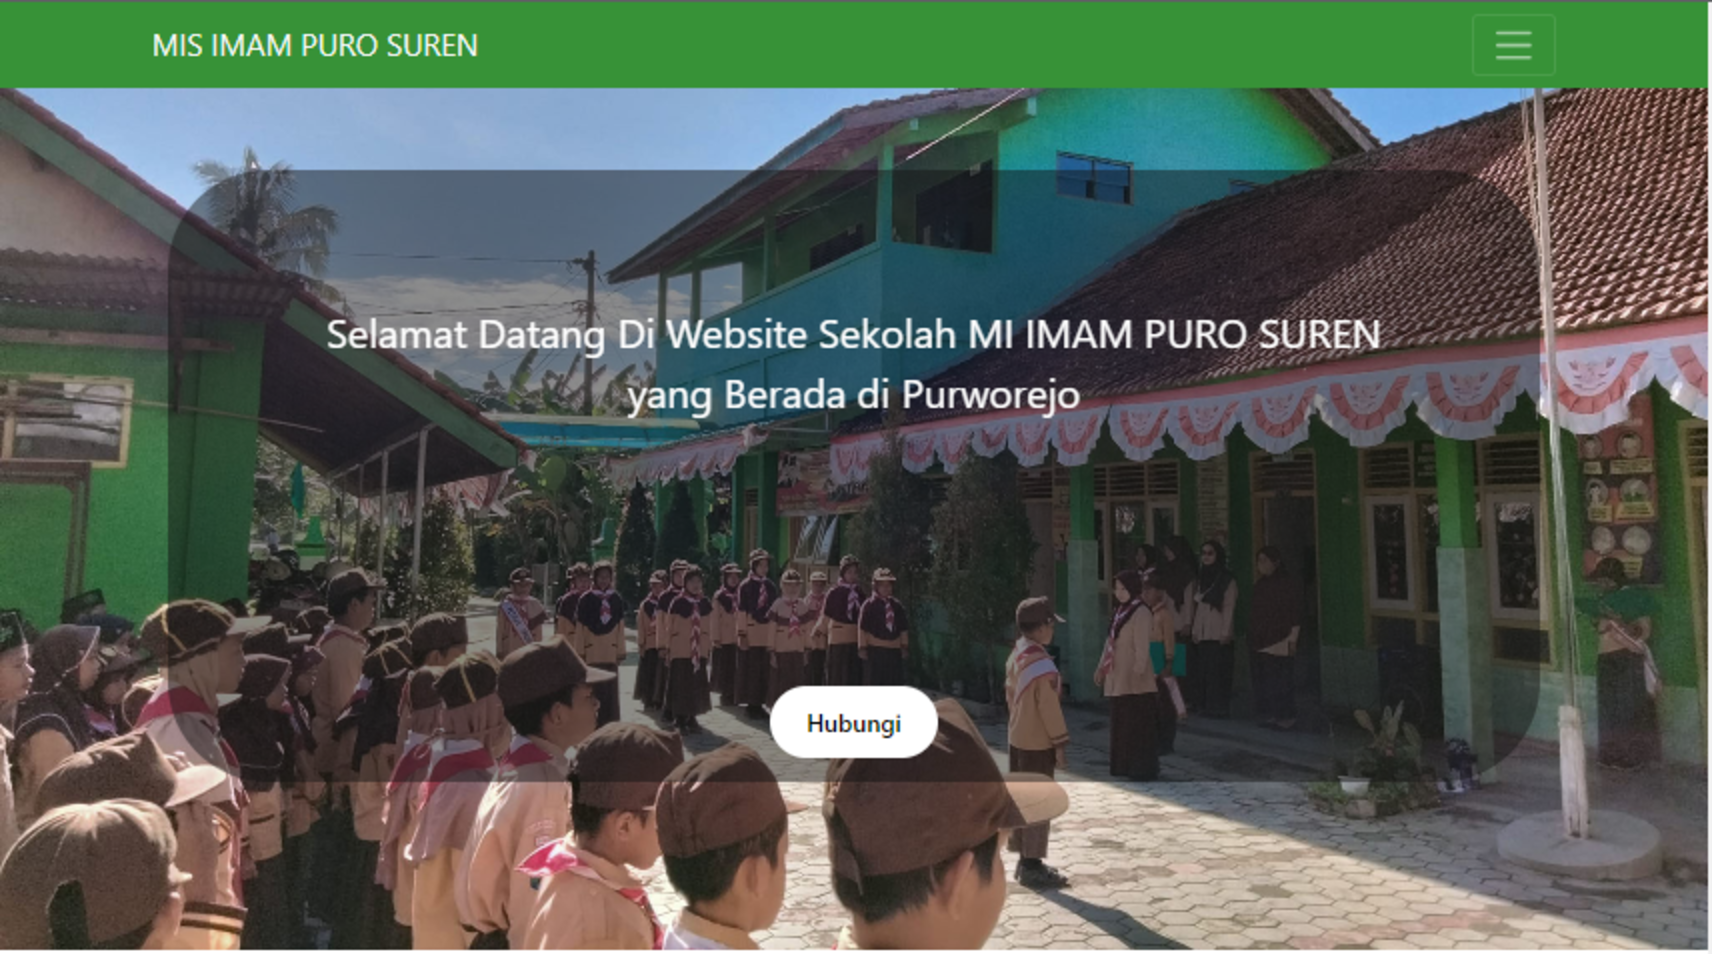 MIS IMAM PURO SUREN
Selamat Datang Di Website Sekolah MI IMAM PURO SUREN
yang Berada di Purworejo
Hubungi